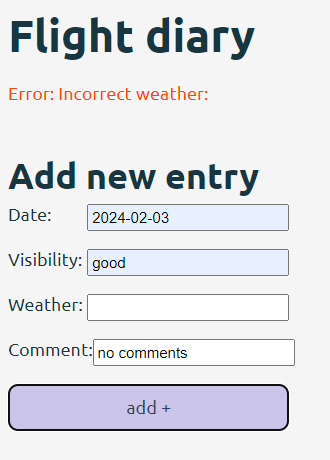 Flight diary
Error: Incorrect weather:
Add new entry
Date: 2024-02-03
Visibility: good
Weather:
Comment: no comments
add +